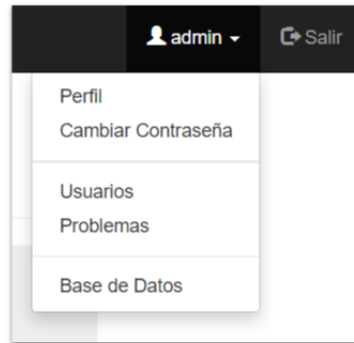 admin Salir
Perfil
Cambiar Contraseña
Usuarios
Problemas
Base de Datos